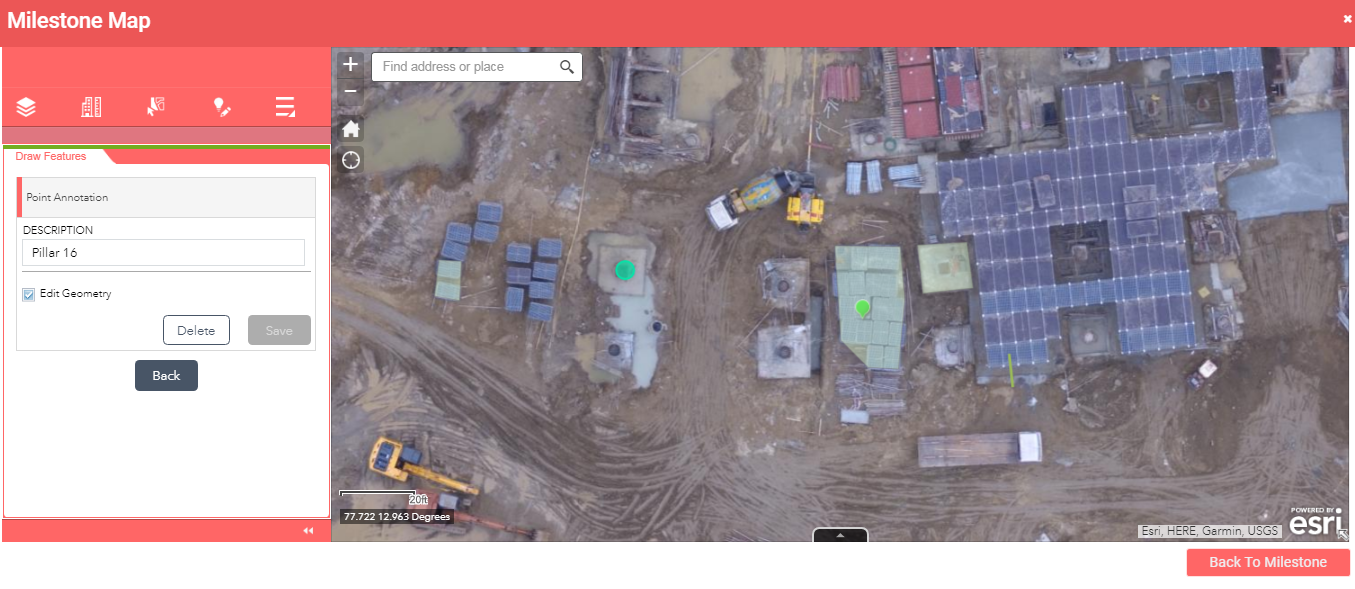 Milestone Map
Find address or place
Draw Features
Point Annotation
DESCRIPTION
Pillar 16
Edit Geometry
Delete
Save
Back
20ft
77.722 12.963 Degrees
POWERED BY
esri
Esri, HERE, Garmin, USGS
Back To Milestone